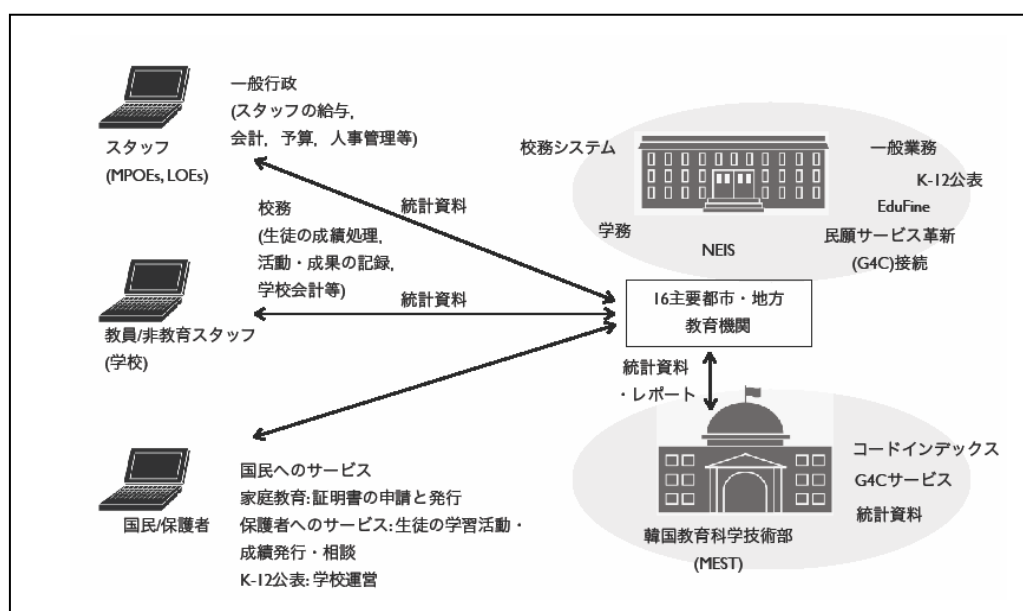 スタッフ
(MPOEs, LOEs)
一般行政
(スタッフの給与,
会計, 予算, 人事管理等)
統計資料
校務
(生徒の成績処理,
活動・成果の記録,
学校会計等)
統計資料
教員/非教育スタッフ
(学校)
国民/保護者
国民へのサービス
家庭教育:証明書の申請と発行
保護者へのサービス:生徒の学習活動・
成績発行・相談
K-12公表:学校運営
校務システム
一般業務
K-12公表
EduFine
学務
民願サービス革新
(G4C)接続
NEIS
16主要都市・地方
教育機関
統計資料
・レポート
コードインデックス
G4Cサービス
統計資料
韓国教育科学技術部
(MEST)